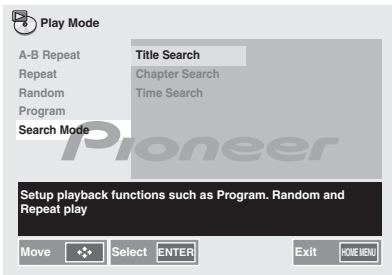 Play Mode
A-B Repeat
Repeat
Random
Program
Search Mode
Title Search
Chapter Search
Time Search
Pioneer
Setup playback functions such as Program. Random and
Repeat play
Move Select ENTER Exit HOME MENU